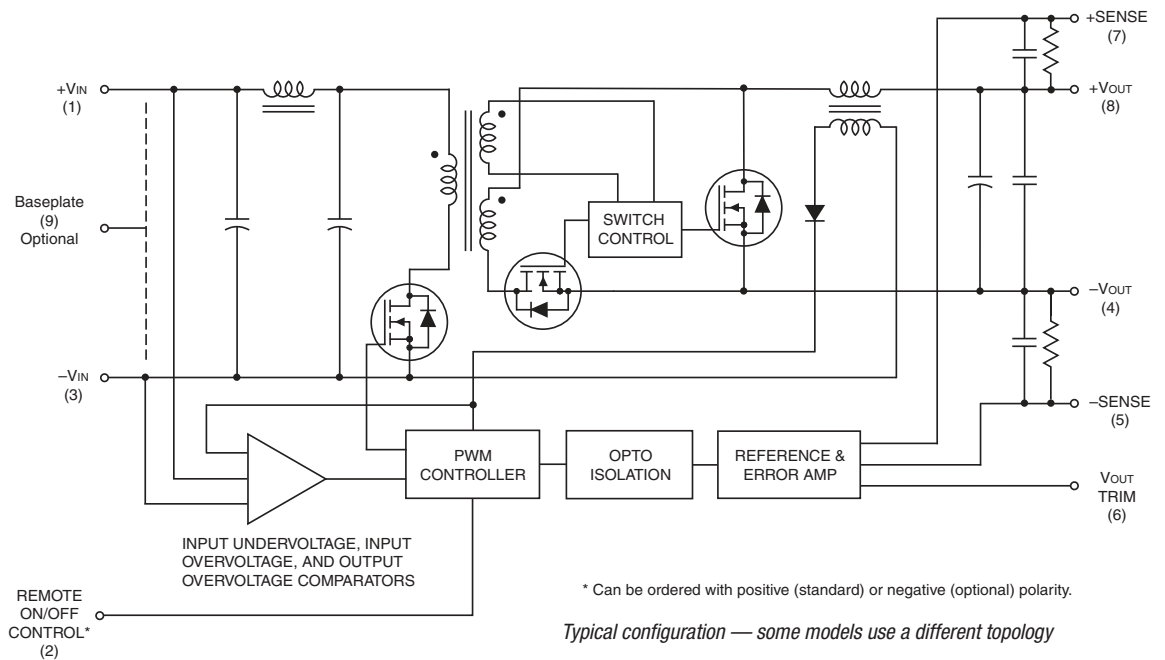 +SENSE
(7)
+VIN
(1)
+VOUT
(8)
Baseplate
(9)
Optional
SWITCH
CONTROL
−VOUT
(4)
−VIN
(3)
−SENSE
(5)
PWM
CONTROLLER
OPTO
ISOLATION
REFERENCE &
ERROR AMP
VOUT
TRIM
(6)
INPUT UNDERVOLTAGE, INPUT
OVERVOLTAGE, AND OUTPUT
OVERVOLTAGE COMPARATORS
REMOTE
ON/OFF
CONTROL*
(2)
* Can be ordered with positive (standard) or negative (optional) polarity.
Typical configuration — some models use a different topology